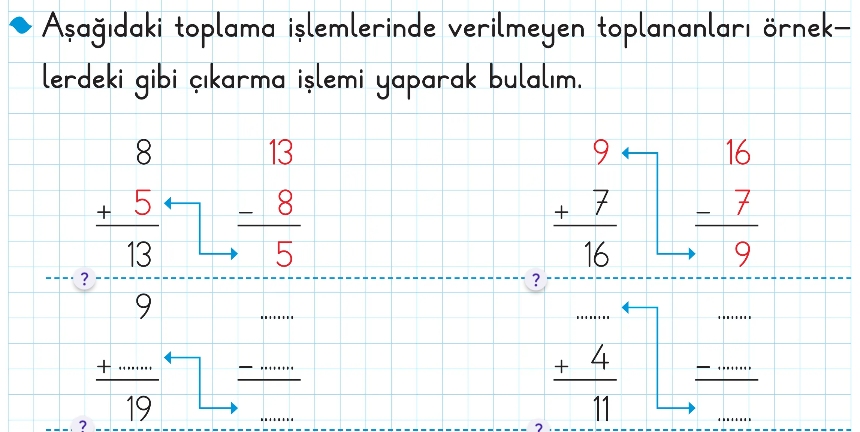 Aşağıdaki toplama işlemlerinde verilmeyen toplananları örnek-
lerdeki gibi çıkarma işlemi yaparak bulalım.
8 13 9 16
+ 5 - 8 + 7 - 7
13 5 16 9
? ?
9 ........ ........ ........
+ ........ - ........ + 4 - ........
19 ........ 11 ........
? ?